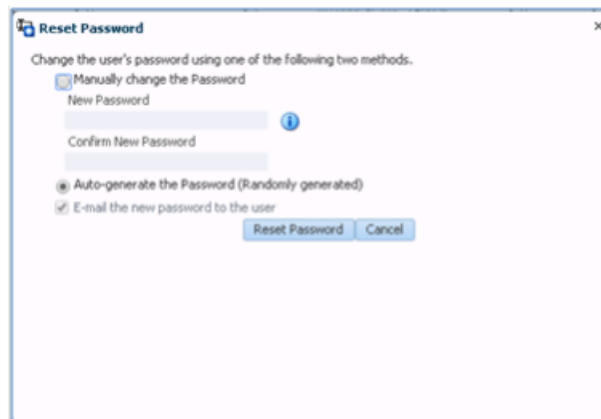 Reset Password
Change the user's password using one of the following two methods.
Manually change the Password
New Password
Confirm New Password
Auto-generate the Password (Randomly generated)
E-mail the new password to the user
Reset Password Cancel